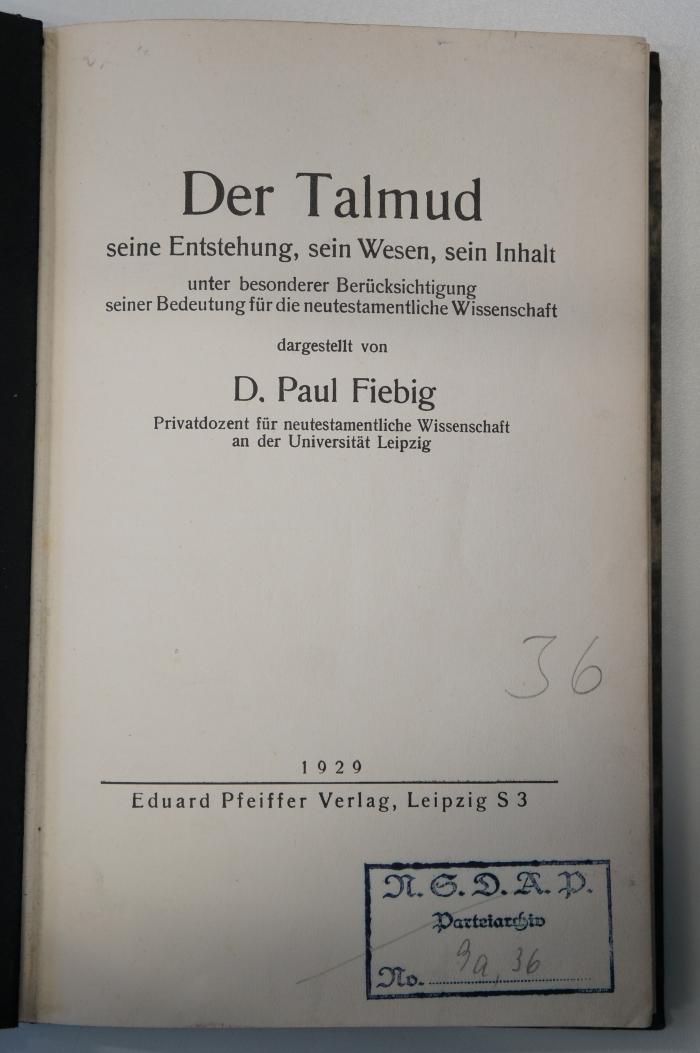 Der Talmud
seine Entstehung, sein Wesen, sein Inhalt
unter besonderer Berücksichtigung
seiner Bedeutung für die neutestamentliche Wissenschaft
dargestellt von
D. Paul Fiebig
Privatdozent für neutestamentliche Wissenschaft
an der Universität Leipzig
36
1929
Eduard Pfeiffer Verlag, Leipzig S 3
N. S. D. A. P.
Parteiarchiv
No. 9a, 36